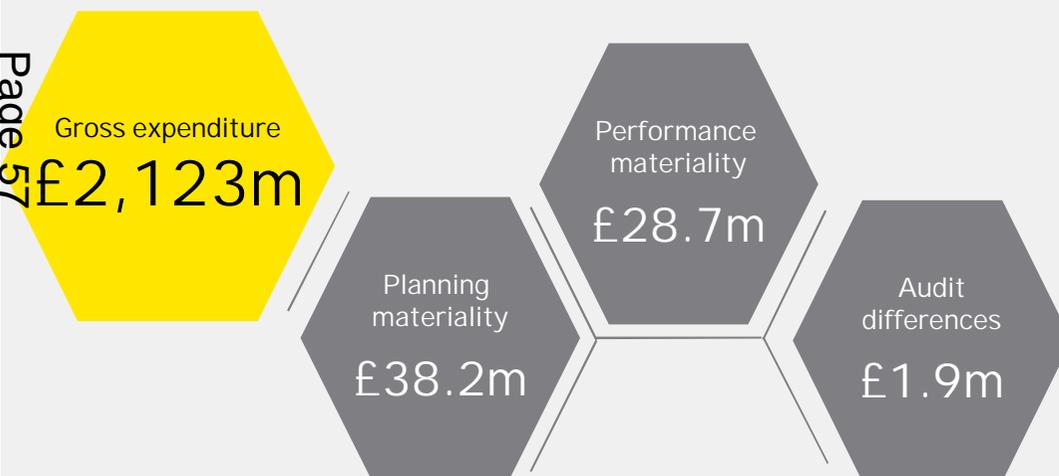 Page 57
Gross expenditure
£2,123m
Planning
materiality
£38.2m
Performance
materiality
£28.7m
Audit
differences
£1.9m